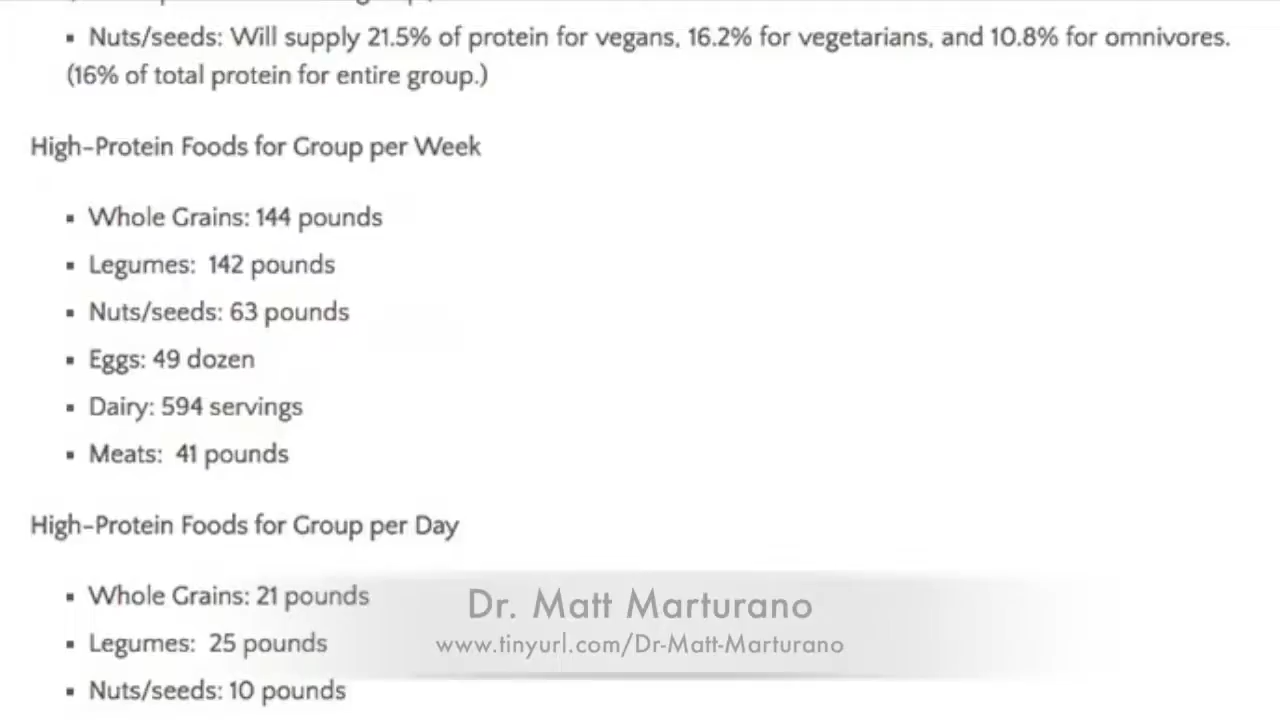 ▪ Nuts/seeds: Will supply 21.5% of protein for vegans, 16.2% for vegetarians, and 10.8% for omnivores.
(16% of total protein for entire group.)
High-Protein Foods for Group per Week
▪ Whole Grains: 144 pounds
▪ Legumes: 142 pounds
▪ Nuts/seeds: 63 pounds
▪ Eggs: 49 dozen
▪ Dairy: 594 servings
▪ Meats: 41 pounds
High-Protein Foods for Group per Day
▪ Whole Grains: 21 pounds
▪ Legumes: 25 pounds
▪ Nuts/seeds: 10 pounds
Dr. Matt Marturano
www.tinyurl.com/Dr-Matt-Marturano